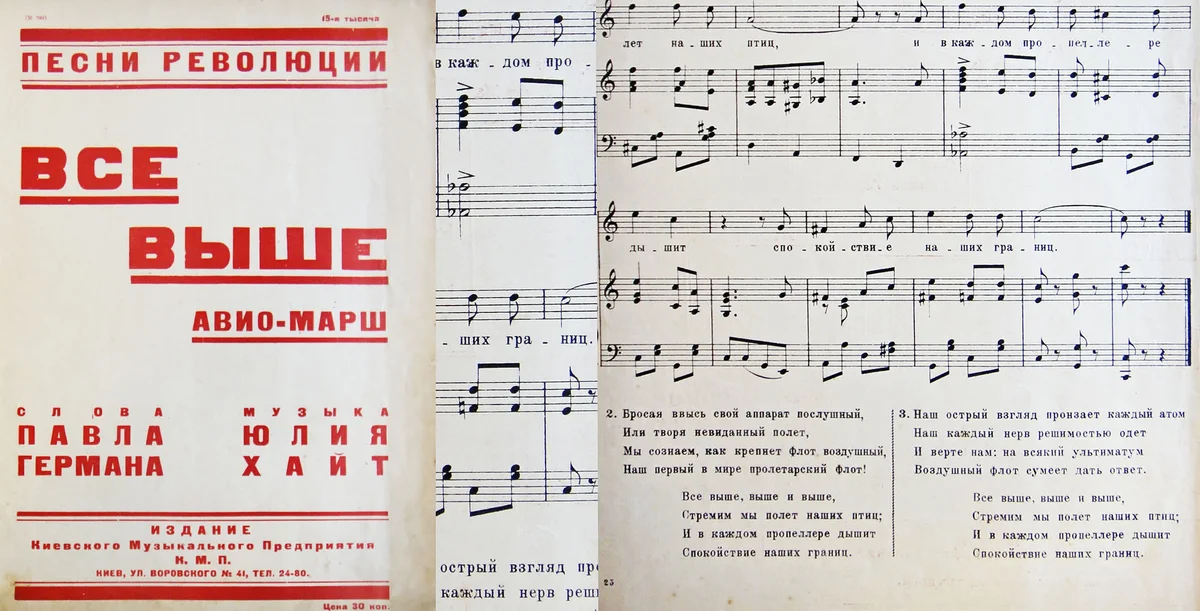 15-я тысяча
ПЕСНИ РЕВОЛЮЦИИ
ВСЕ
ВЫШЕ
АВИО-МАРШ
СЛОВА
ПАВЛА
ГЕРМАНА
МУЗЫКА
ЮЛИЯ
ХАЙТ
ИЗДАНИЕ
Киевского Музыкального Предприятия
К. М. П.
КИЕВ, УЛ. ВОРОВСКОГО № 41, ТЕЛ. 24-80.
Цена 30 коп.
в каж - дом про -
- ших гра - ниц.
острый взгляд
каждый нерв
лет на - ших птиц, и в каж - дом про - пел - ле - ре
ды - шит спо - кой - стви - е на - ших гра - ниц.
2. Бросая ввысь свой аппарат послушный,
Или творя невиданный полет,
Мы сознаем, как крепнет флот воздушный,
Наш первый в мире пролетарский флот!
Все выше, выше и выше,
Стремим мы полет наших птиц;
И в каждом пропеллере дышит
Спокойствие наших границ.
3. Наш острый взгляд пронзает каждый атом
Наш каждый нерв решимостью одет
И верте нам: на всякий ультиматум
Воздушный флот сумеет дать ответ.
Все выше, выше и выше,
Стремим мы полет наших птиц;
И в каждом пропеллере дышит
Спокойствие наших границ.
23